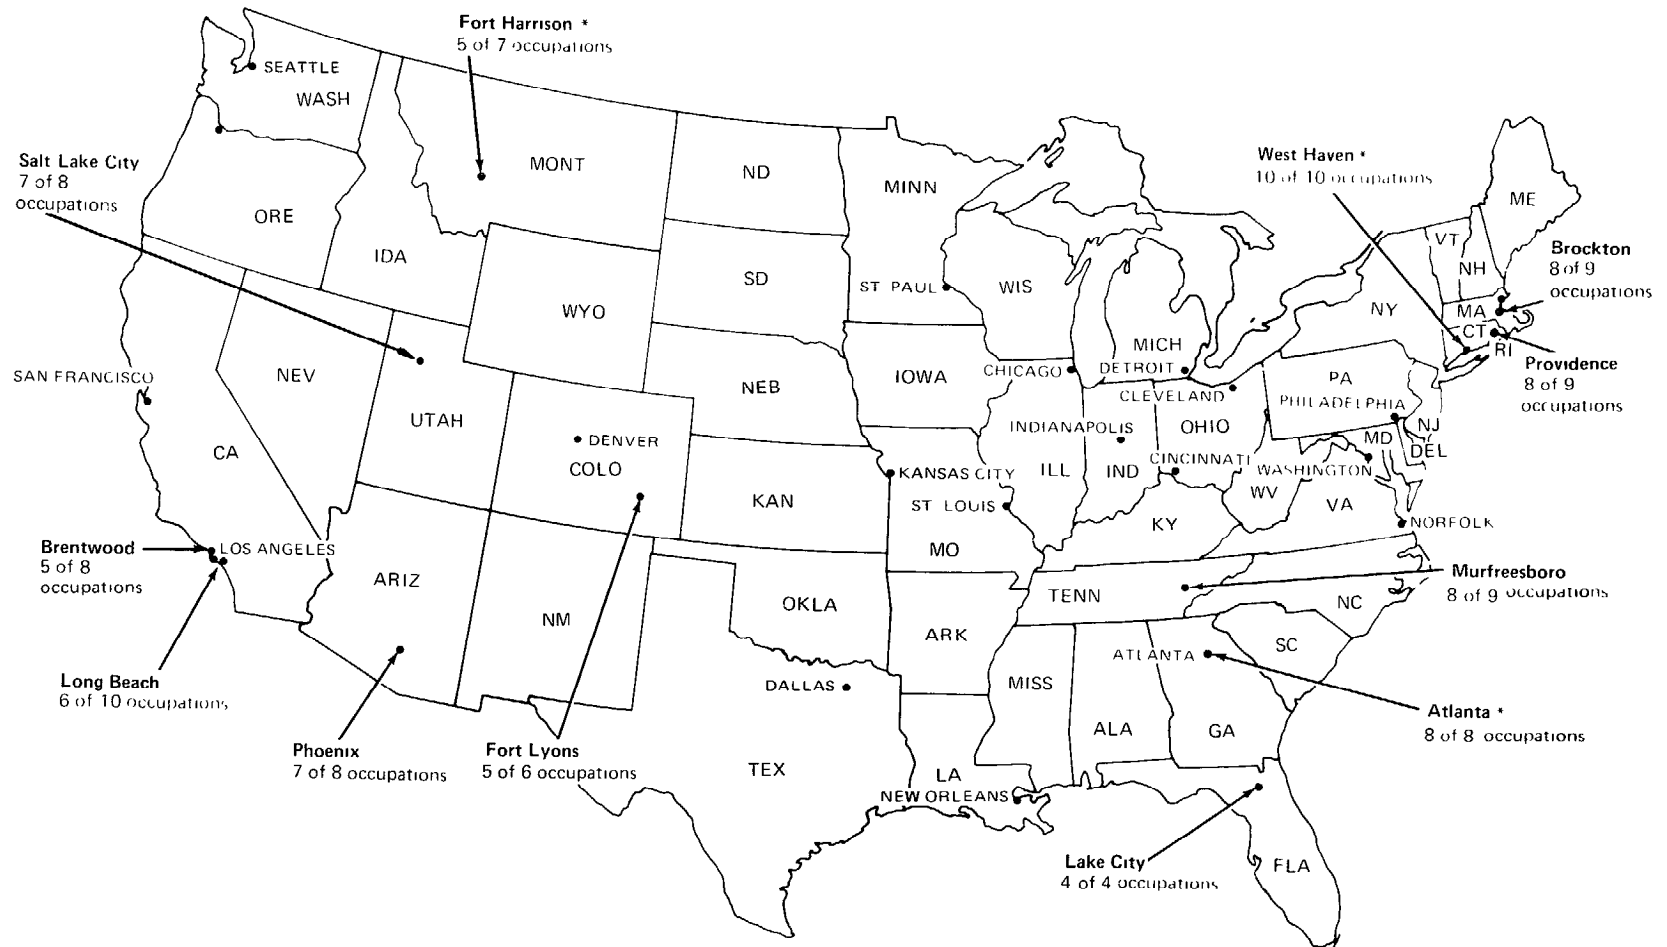 Fort Harrison *
5 of 7 occupations
SEATTLE
WASH
Salt Lake City
7 of 8
occupations
MONT
ND
MINN
West Haven *
10 of 10 occupations
ME
ORE
IDA
VT
NH
Brockton
8 of 9
occupations
SD
ST PAUL
WIS
WYO
NY
MA
CT
RI
MICH
Providence
8 of 9
occupations
SAN FRANCISCO
NEV
NEB
IOWA
CHICAGO
DETROIT
CLEVELAND
PA
PHILADELPHIA
UTAH
DENVER
COLO
INDIANAPOLIS
OHIO
NJ
MD
DEL
CA
KANSAS CITY
ILL
IND
CINCINNATI
WASHINGTON
WV
KAN
ST LOUIS
KY
VA
NORFOLK
Brentwood
5 of 8
occupations
LOS ANGELES
MO
ARIZ
NM
OKLA
TENN
NC
Murfreesboro
8 of 9 occupations
ARK
SC
ATLANTA
Long Beach
6 of 10 occupations
DALLAS
MISS
ALA
GA
Atlanta *
8 of 8 occupations
Phoenix
7 of 8 occupations
Fort Lyons
5 of 6 occupations
TEX
LA
NEW ORLEANS
Lake City
4 of 4 occupations
FLA